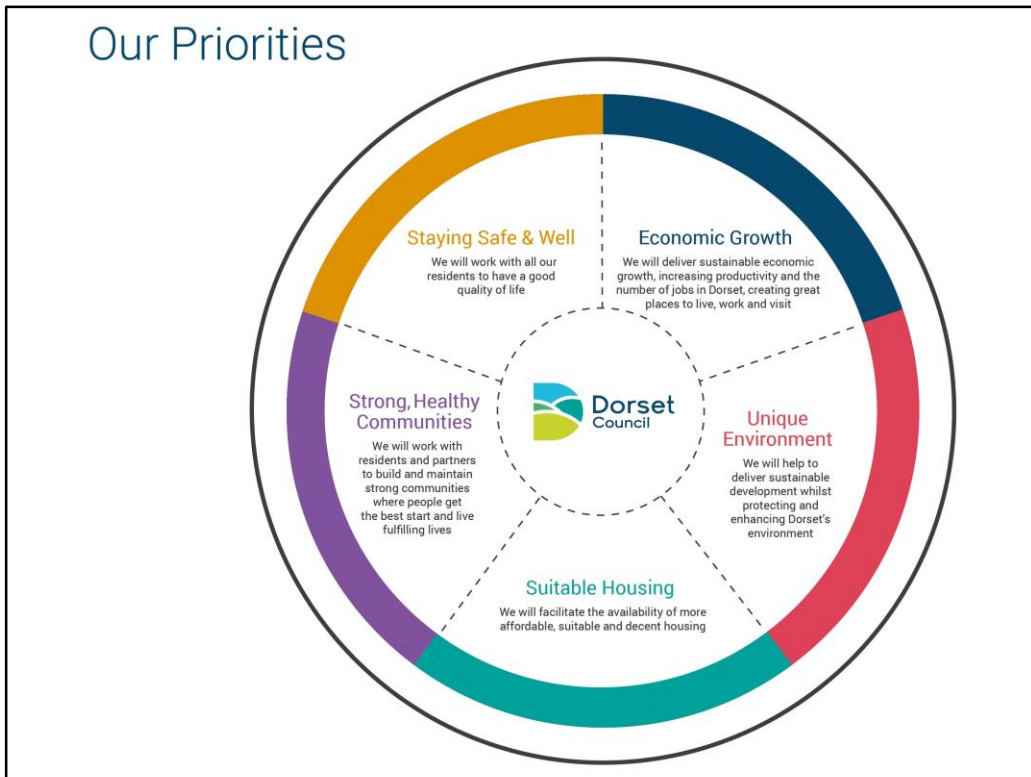 Our Priorities
Staying Safe & Well
We will work with all our
residents to have a good
quality of life
Economic Growth
We will deliver sustainable economic
growth, increasing productivity and the
number of jobs in Dorset, creating great
places to live, work and visit
Strong, Healthy
Communities
We will work with
residents and partners
to build and maintain
strong communities
where people get
the best start and live
fulfilling lives
Dorset
Council
Unique
Environment
We will help to
deliver sustainable
development whilst
protecting and
enhancing Dorset's
environment
Suitable Housing
We will facilitate the availability of more
affordable, suitable and decent housing